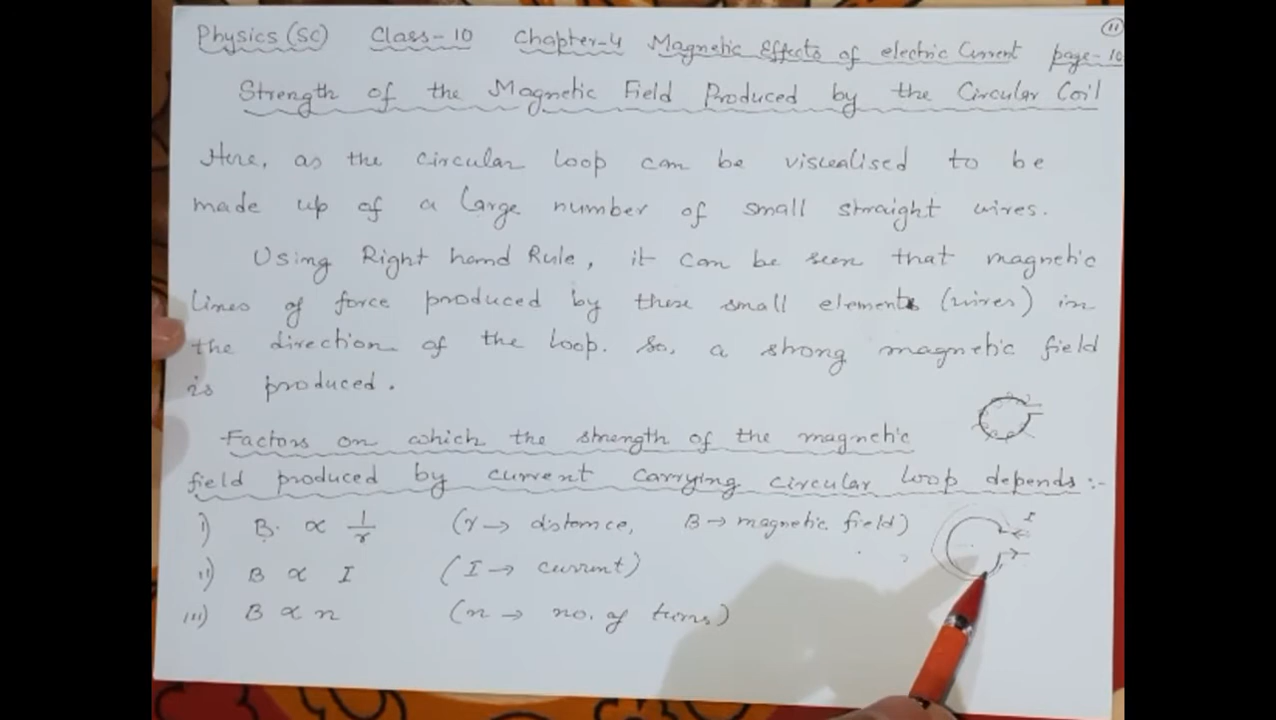 11
Physics (SC) Class-10 Chapter-4 Magnetic Effects of electric Current page-10
Strength of the Magnetic Field Produced by the Circular Coil
Here, as the circular loop can be viscealised to be
made up of a large number of small straight wires.
Using Right hand Rule, it can be seen that magnetic
lines of force produced by these small elements (wires) in
the direction of the loop. So, a strong magnetic field
is produced.
Factors on which the strength of the magnetic
field produced by current carrying circular loop depends :-
i) B ∝ 1/r (r → distance, B → magnetic field)
I
ii) B ∝ I (I → current)
iii) B ∝ n (n → no. of turns)